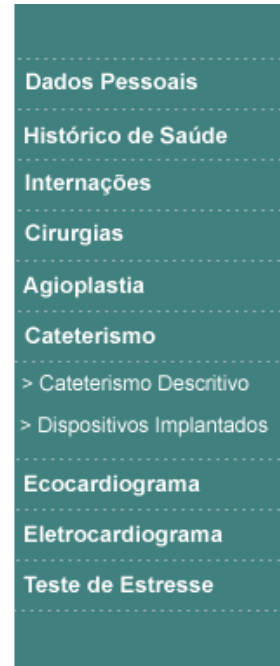 Dados Pessoais
Histórico de Saúde
Internações
Cirurgias
Agioplastia
Cateterismo
> Cateterismo Descritivo
> Dispositivos Implantados
Ecocardiograma
Eletrocardiograma
Teste de Estresse